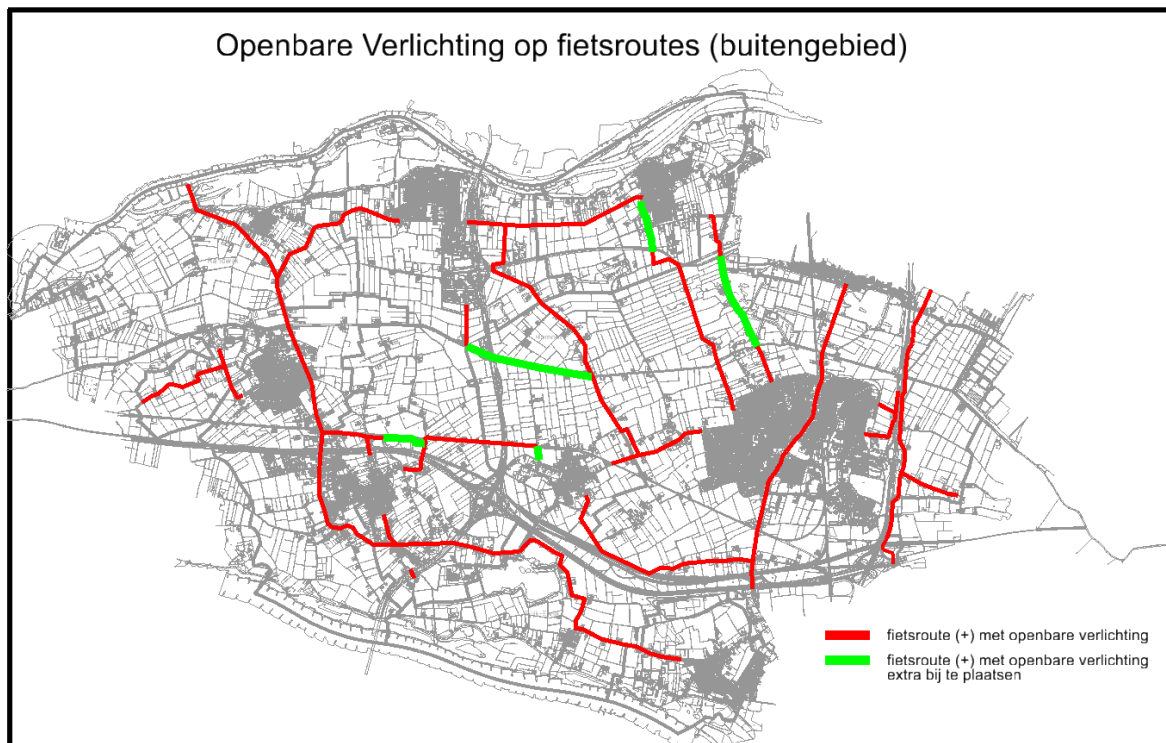 Openbare Verlichting op fietsroutes (buitengebied)
fietsroute (+) met openbare verlichting
fietsroute (+) met openbare verlichting
extra bij te plaatsen